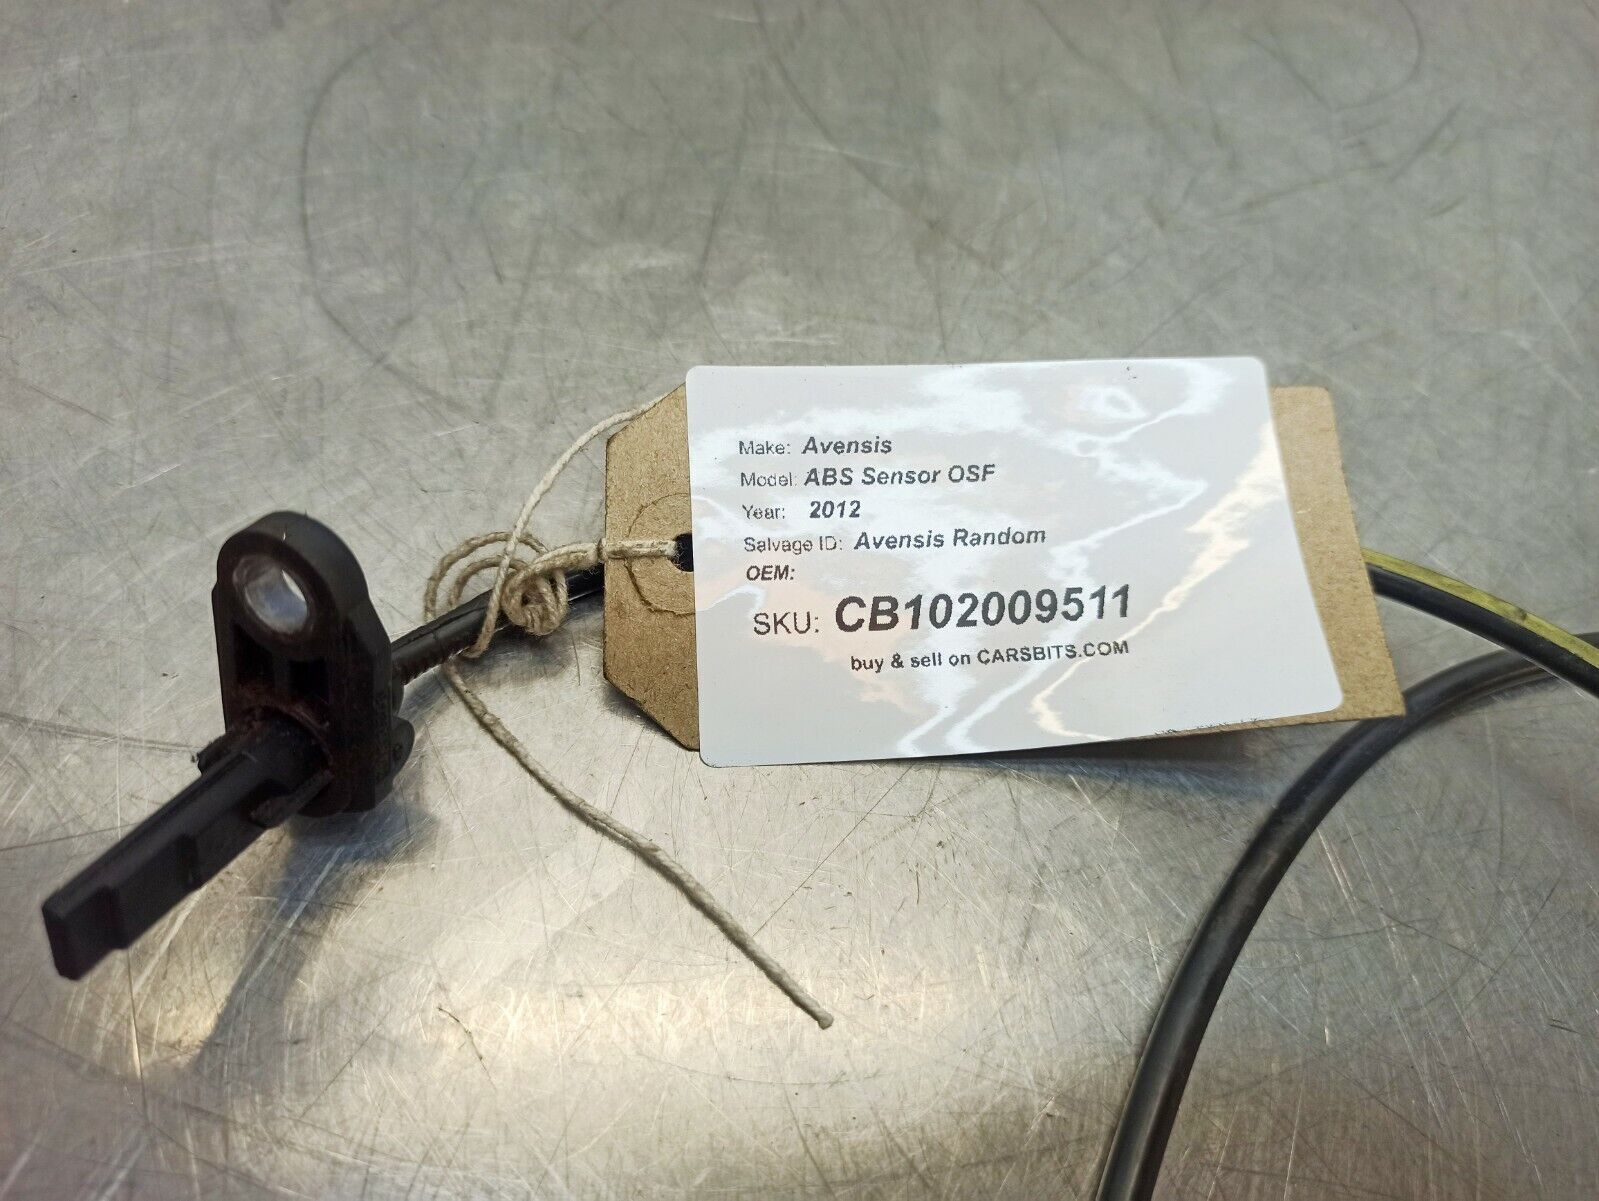 Make: Avensis
Model: ABS Sensor OSF
Year: 2012
Salvage ID: Avensis Random
OEM:
SKU: CB102009511
buy & sell on CARSBITS.COM